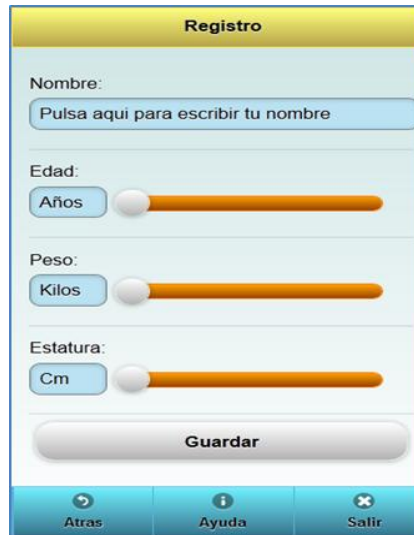 Registro
Nombre:
Pulsa aqui para escribir tu nombre
Edad:
Años
Peso:
Kilos
Estatura:
Cm
Guardar
Atras Ayuda Salir